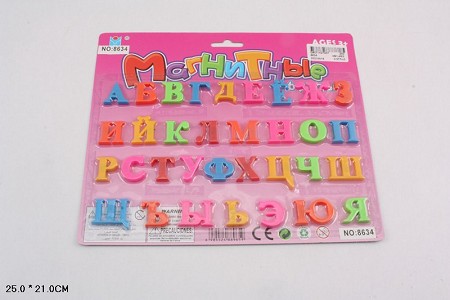 NO:8634
AGES 3+
МАГНИТНЫЕ
А Б В Г Д Е Ё Ж З
И Й К Л М Н О П
Р С Т У Ф Х Ц Ч Ш
Щ Ъ Ы Ь Э Ю Я
WARNING
CE
NO:8634
25.0 * 21.0CM